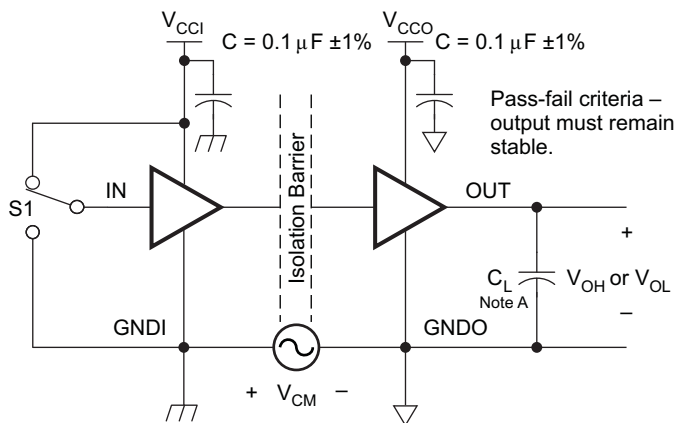 V_CCI
C = 0.1 μF ±1%
V_CCO
C = 0.1 μF ±1%
Pass-fail criteria –
output must remain
stable.
IN
S1
Isolation Barrier
OUT
+
C_L
Note A
V_OH or V_OL
–
GNDI
GNDO
+ V_CM –